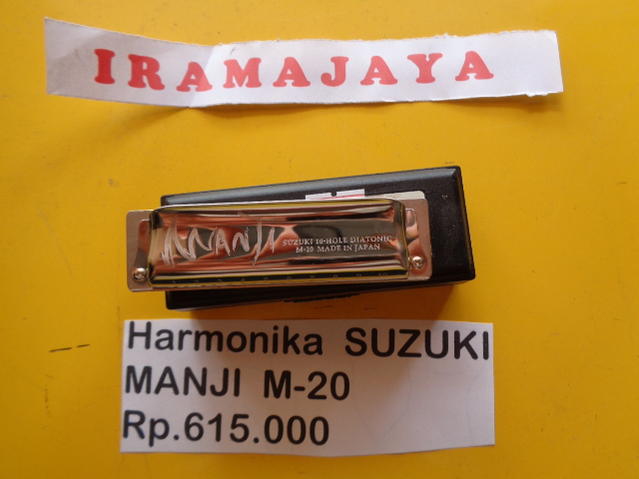 IRAMAJAYA
MANJI
SUZUKI 10-HOLE DIATONIC
M-20 MADE IN JAPAN
Harmonika SUZUKI
MANJI M-20
Rp.615.000